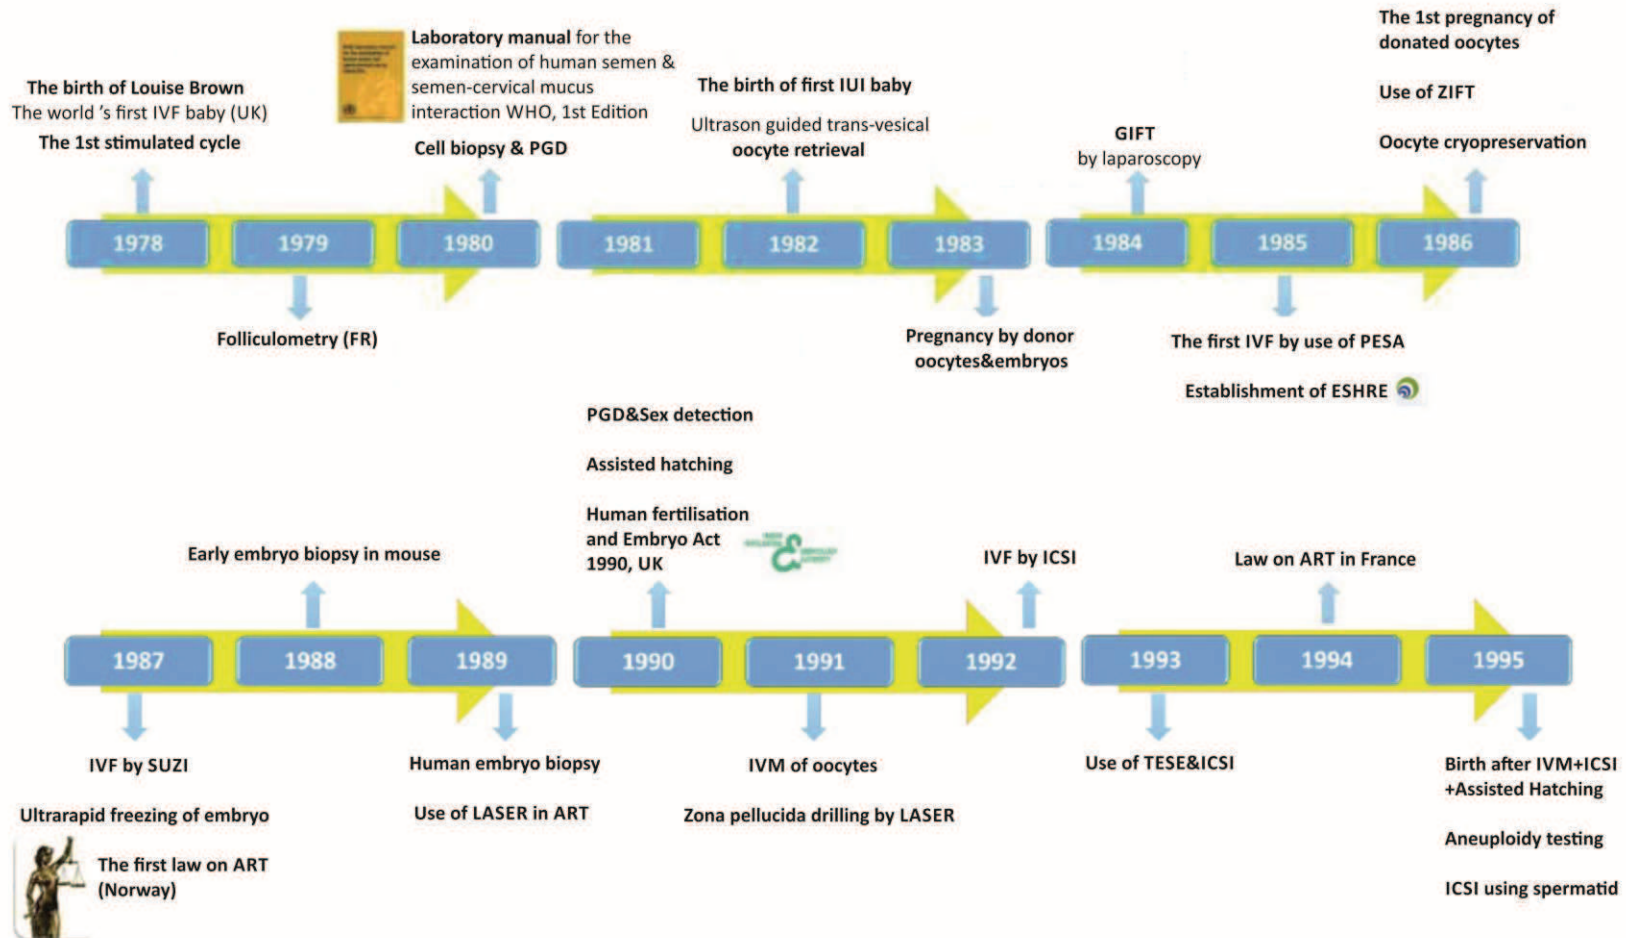 The birth of Louise Brown
The world 's first IVF baby (UK)
The 1st stimulated cycle
Laboratory manual for the
examination of human semen &
semen-cervical mucus
interaction WHO, 1st Edition
Cell biopsy & PGD
The birth of first IUI baby
Ultrason guided trans-vesical
oocyte retrieval
GIFT
by laparoscopy
The 1st pregnancy of
donated oocytes
Use of ZIFT
Oocyte cryopreservation
1978
1979
1980
1981
1982
1983
1984
1985
1986
Folliculometry (FR)
Pregnancy by donor
oocytes&embryos
The first IVF by use of PESA
Establishment of ESHRE
Early embryo biopsy in mouse
PGD&Sex detection
Assisted hatching
Human fertilisation
and Embryo Act
1990, UK
IVF by ICSI
Law on ART in France
1987
1988
1989
1990
1991
1992
1993
1994
1995
IVF by SUZI
Ultrarapid freezing of embryo
The first law on ART
(Norway)
Human embryo biopsy
Use of LASER in ART
IVM of oocytes
Zona pellucida drilling by LASER
Use of TESE&ICSI
Birth after IVM+ICSI
+Assisted Hatching
Aneuploidy testing
ICSI using spermatid